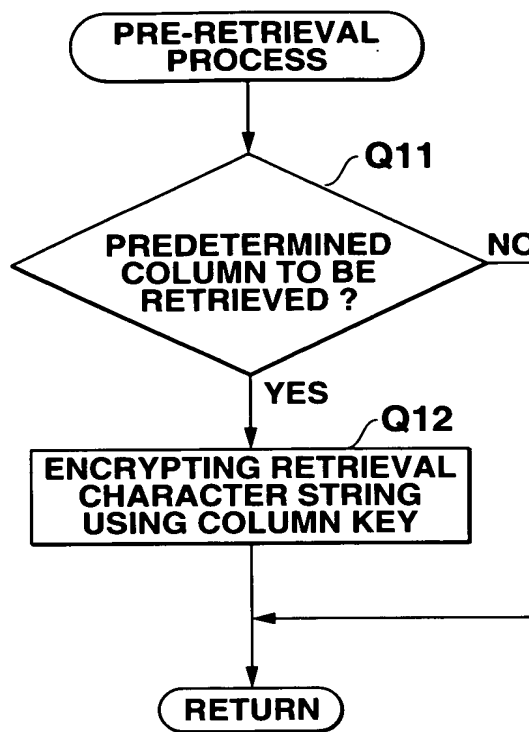 PRE-RETRIEVAL
PROCESS
Q11
PREDETERMINED
COLUMN TO BE
RETRIEVED ?
NO
YES
Q12
ENCRYPTING RETRIEVAL
CHARACTER STRING
USING COLUMN KEY
RETURN